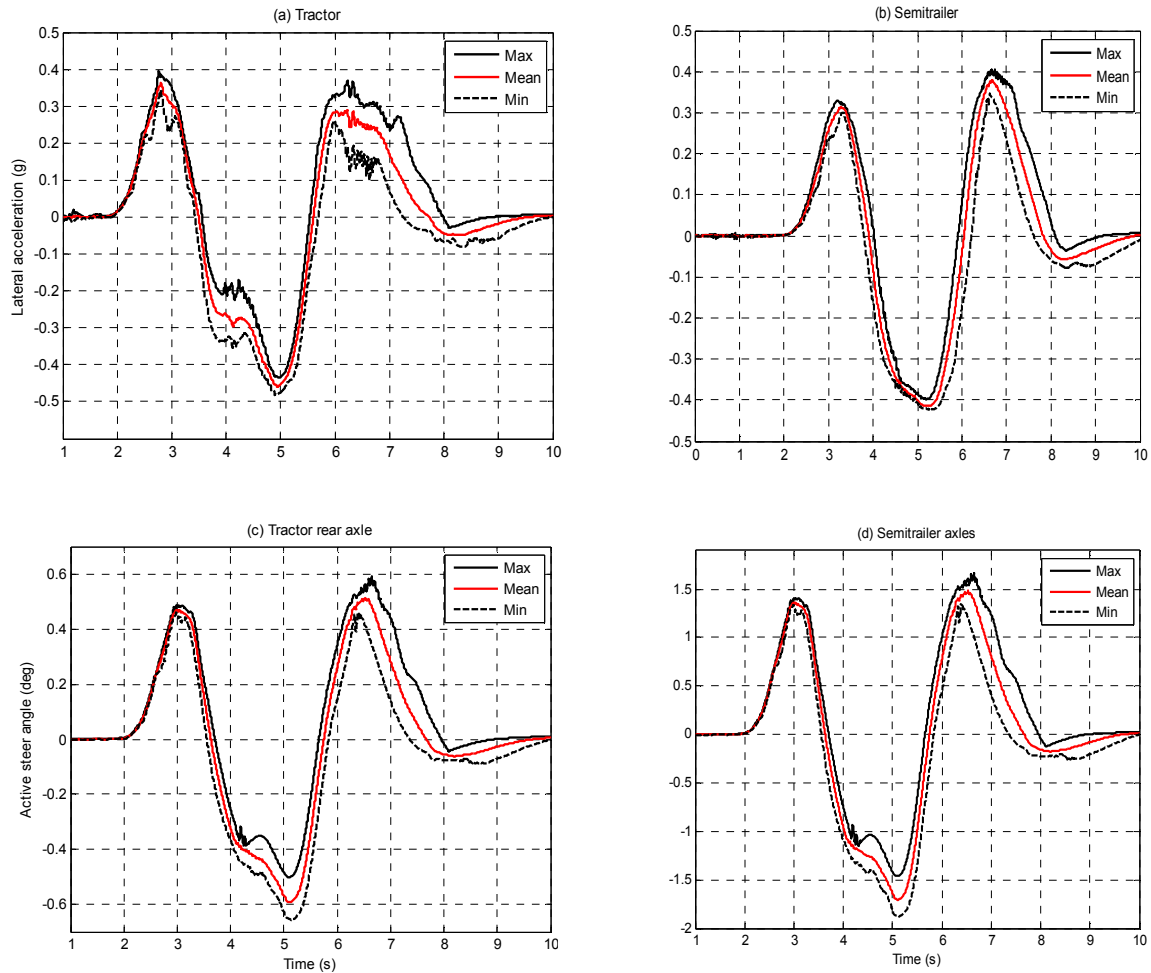 (a) Tractor
0.5
0.4
0.3
0.2
0.1
0
-0.1
-0.2
-0.3
-0.4
-0.5
1 2 3 4 5 6 7 8 9 10
Lateral acceleration (g)
Max
Mean
Min
(b) Semitrailer
0.5
0.4
0.3
0.2
0.1
0
-0.1
-0.2
-0.3
-0.4
-0.5
0 1 2 3 4 5 6 7 8 9 10
Max
Mean
Min
(c) Tractor rear axle
0.6
0.4
0.2
0
-0.2
-0.4
-0.6
1 2 3 4 5 6 7 8 9 10
Active steer angle (deg)
Time (s)
Max
Mean
Min
(d) Semitrailer axles
1.5
1
0.5
0
-0.5
-1
-1.5
-2
1 2 3 4 5 6 7 8 9 10
Time (s)
Max
Mean
Min